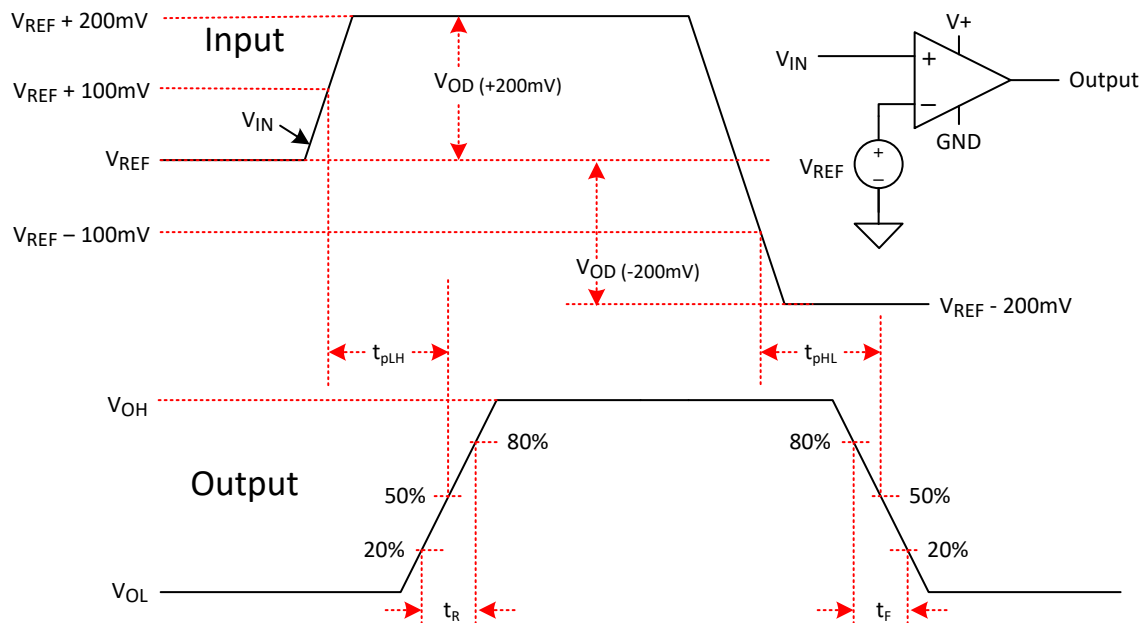 VREF + 200mV
Input
V+
VIN
+
Output
−
GND
VREF
+
−
VOD (+200mV)
VREF + 100mV
VIN
VREF
VREF – 100mV
VOD (-200mV)
VREF - 200mV
tpLH
tpHL
VOH
80%
80%
Output
50%
50%
20%
20%
VOL
tR
tF